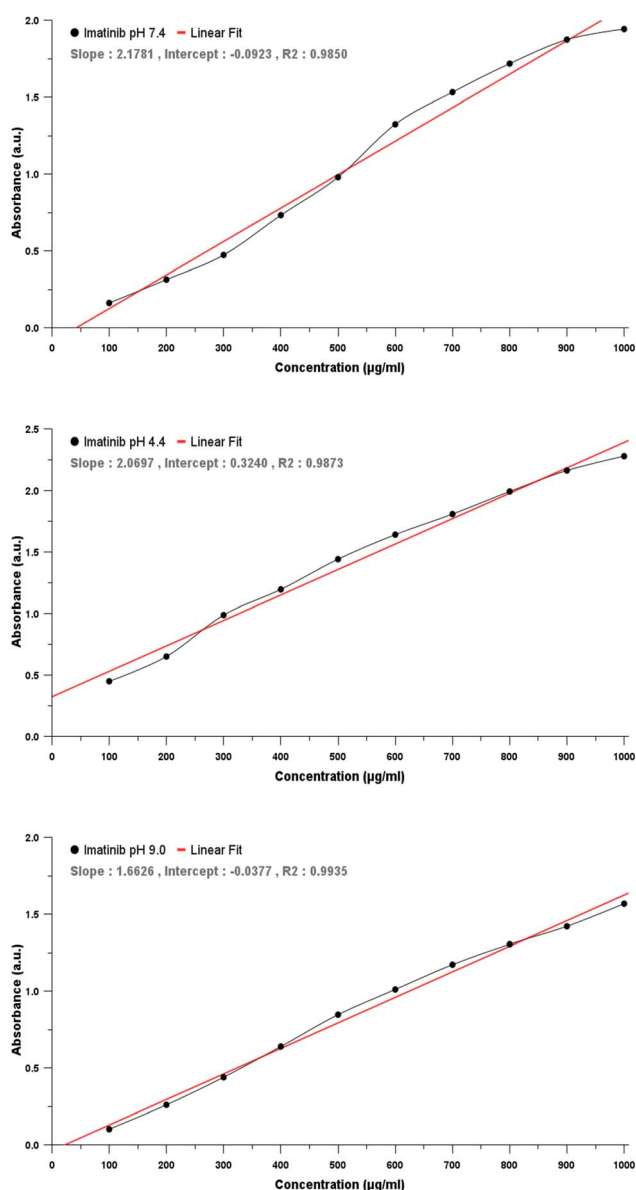 Imatinib pH 7.4 Linear Fit
Slope : 2.1781 , Intercept : -0.0923 , R2 : 0.9850
Absorbance (a.u.)
2.0
1.5
1.0
0.5
0.0
0 100 200 300 400 500 600 700 800 900 1000
Concentration (µg/ml)
Imatinib pH 4.4 Linear Fit
Slope : 2.0697 , Intercept : 0.3240 , R2 : 0.9873
Absorbance (a.u.)
2.5
2.0
1.5
1.0
0.5
0.0
0 100 200 300 400 500 600 700 800 900 1000
Concentration (µg/ml)
Imatinib pH 9.0 Linear Fit
Slope : 1.6626 , Intercept : -0.0377 , R2 : 0.9935
Absorbance (a.u.)
2.0
1.5
1.0
0.5
0.0
0 100 200 300 400 500 600 700 800 900 1000
Concentration (µg/ml)